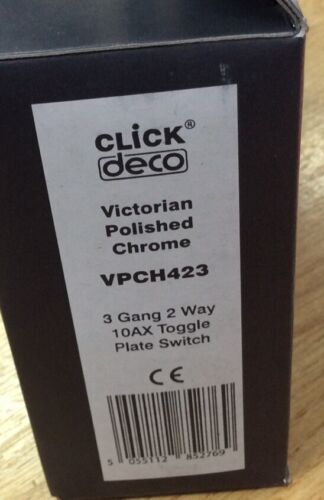 CLiCK®
deco
Victorian
Polished
Chrome
VPCH423
3 Gang 2 Way
10AX Toggle
Plate Switch
CE
5 055112 852769